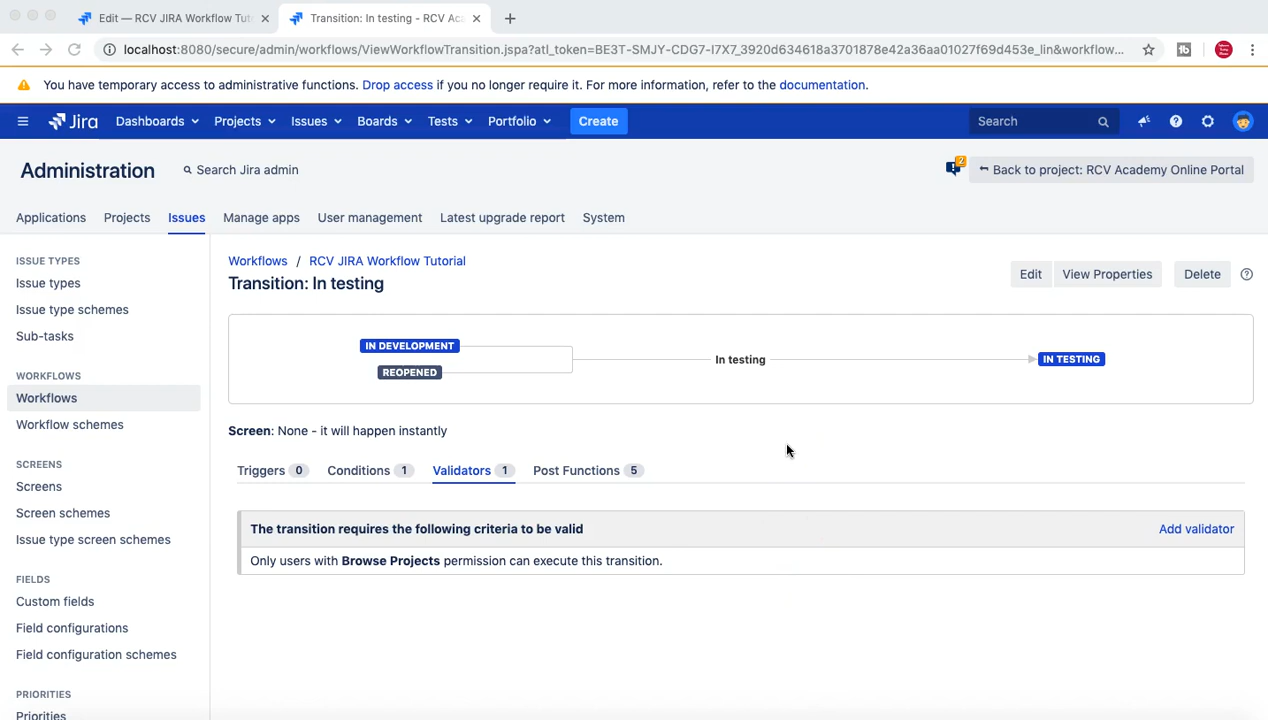 Edit — RCV JIRA Workflow Tut
Transition: In testing - RCV Aca
localhost:8080/secure/admin/workflows/ViewWorkflowTransition.jspa?atl_token=BE3T-SMJY-CDG7-I7X7_3920d634618a3701878e42a36aa01027f69d453e_lin&workflow...
You have temporary access to administrative functions. Drop access if you no longer require it. For more information, refer to the documentation.
Jira Dashboards Projects Issues Boards Tests Portfolio Create Search
Administration
Search Jira admin
2
Back to project: RCV Academy Online Portal
Applications Projects Issues Manage apps User management Latest upgrade report System
ISSUE TYPES
Issue types
Issue type schemes
Sub-tasks
WORKFLOWS
Workflows
Workflow schemes
SCREENS
Screens
Screen schemes
Issue type screen schemes
FIELDS
Custom fields
Field configurations
Field configuration schemes
PRIORITIES
Priorities
Workflows / RCV JIRA Workflow Tutorial
Transition: In testing
Edit View Properties Delete
IN DEVELOPMENT
REOPENED
In testing
IN TESTING
Screen: None - it will happen instantly
Triggers 0 Conditions 1 Validators 1 Post Functions 5
The transition requires the following criteria to be valid
Add validator
Only users with Browse Projects permission can execute this transition.